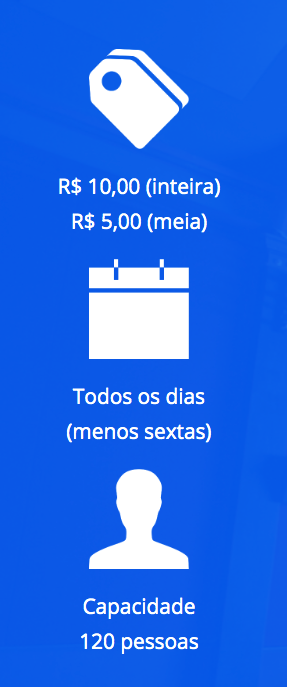 R$ 10,00 (inteira)
R$ 5,00 (meia)
Todos os dias
(menos sextas)
Capacidade
120 pessoas